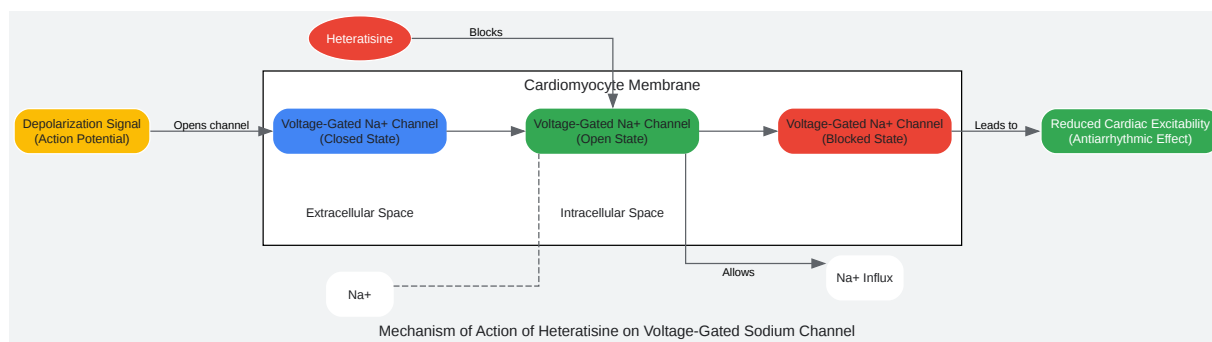 Heteratisine
Blocks
Cardiomyocyte Membrane
Depolarization Signal
(Action Potential)
Opens channel
Voltage-Gated Na+ Channel
(Closed State)
Voltage-Gated Na+ Channel
(Open State)
Voltage-Gated Na+ Channel
(Blocked State)
Leads to
Reduced Cardiac Excitability
(Antiarrhythmic Effect)
Extracellular Space
Intracellular Space
Allows
Na+ Influx
Na+
Mechanism of Action of Heteratisine on Voltage-Gated Sodium Channel